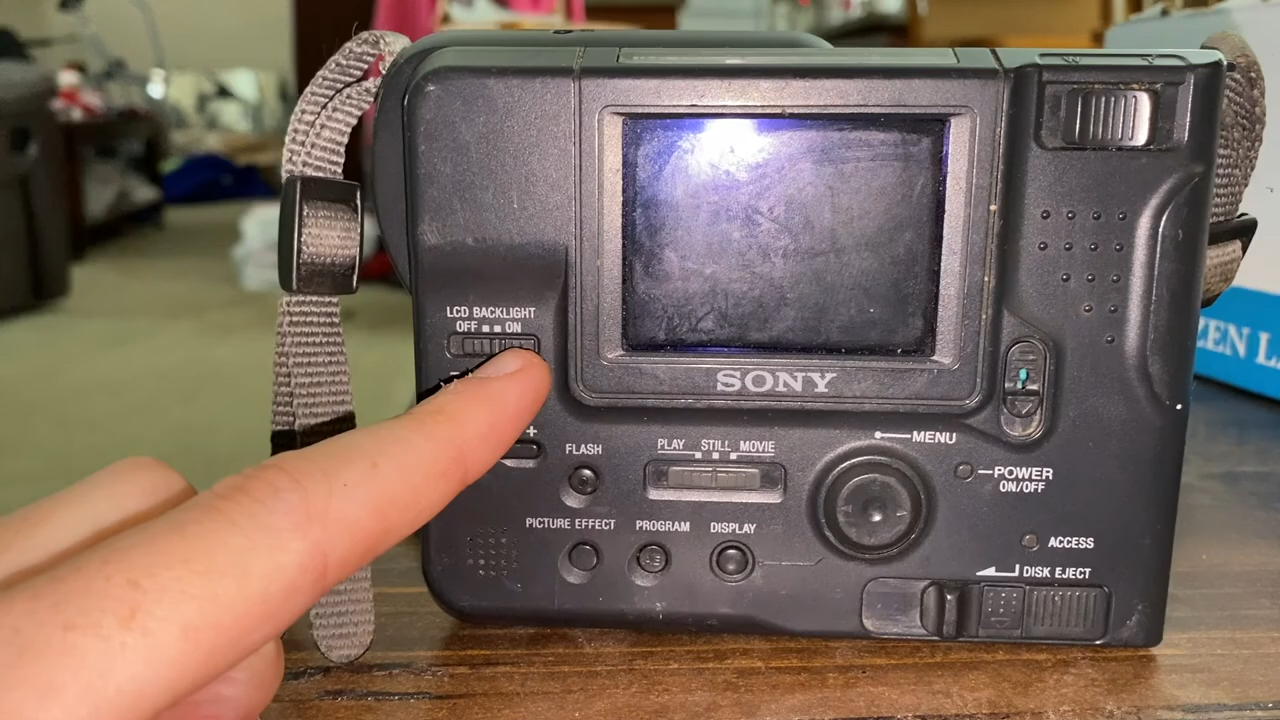 W T
LCD BACKLIGHT
OFF ON
SONY
+
FLASH
PLAY STILL MOVIE
MENU
POWER
ON/OFF
PICTURE EFFECT
PROGRAM
DISPLAY
ACCESS
DISK EJECT
ZEN L